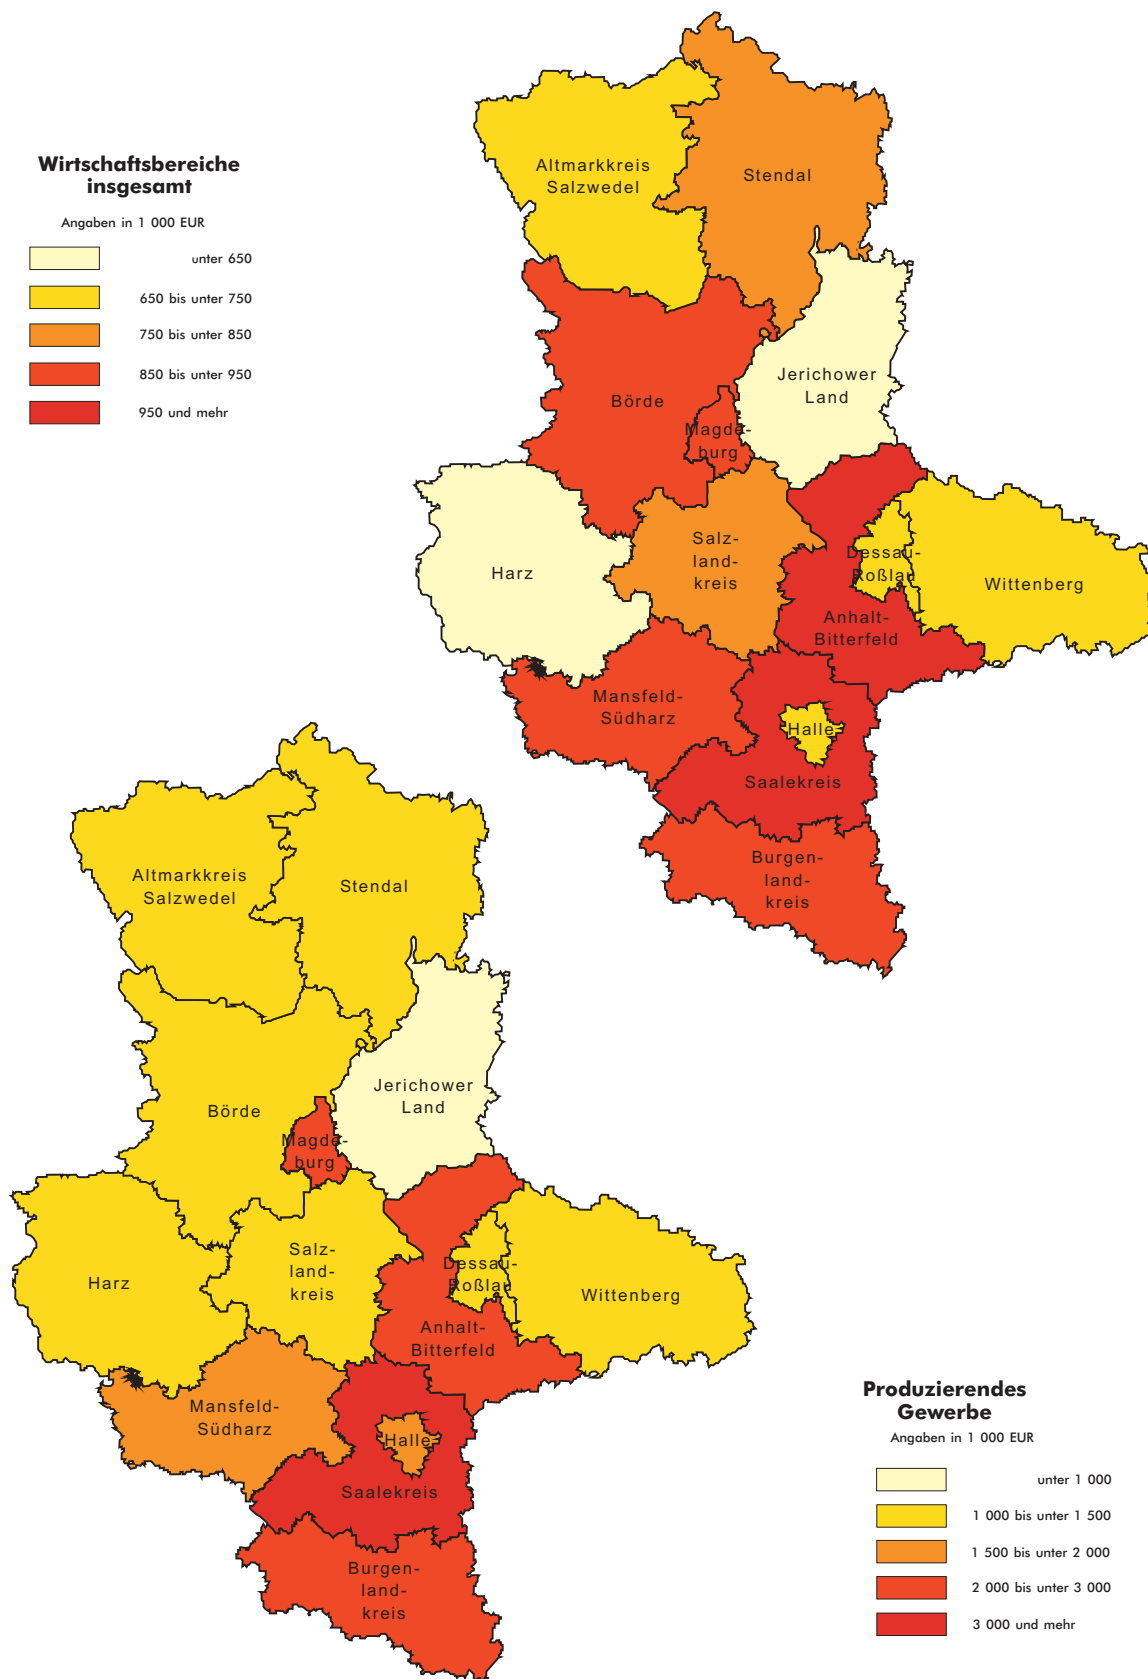 Wirtschaftsbereiche
insgesamt
Angaben in 1 000 EUR
unter 650
650 bis unter 750
750 bis unter 850
850 bis unter 950
950 und mehr
Altmarkkreis
Salzwedel
Stendal
Jerichower
Land
Börde
Magde-
burg
Harz
Salz-
land-
kreis
Dessau-
Roßlau
Wittenberg
Anhalt-
Bitterfeld
Mansfeld-
Südharz
Halle
Saalekreis
Burgen-
land-
kreis
Altmarkkreis
Salzwedel
Stendal
Jerichower
Land
Börde
Magde-
burg
Harz
Salz-
land-
kreis
Dessau-
Roßlau
Wittenberg
Anhalt-
Bitterfeld
Mansfeld-
Südharz
Halle
Saalekreis
Burgen-
land-
kreis
Produzierendes
Gewerbe
Angaben in 1 000 EUR
unter 1 000
1 000 bis unter 1 500
1 500 bis unter 2 000
2 000 bis unter 3 000
3 000 und mehr